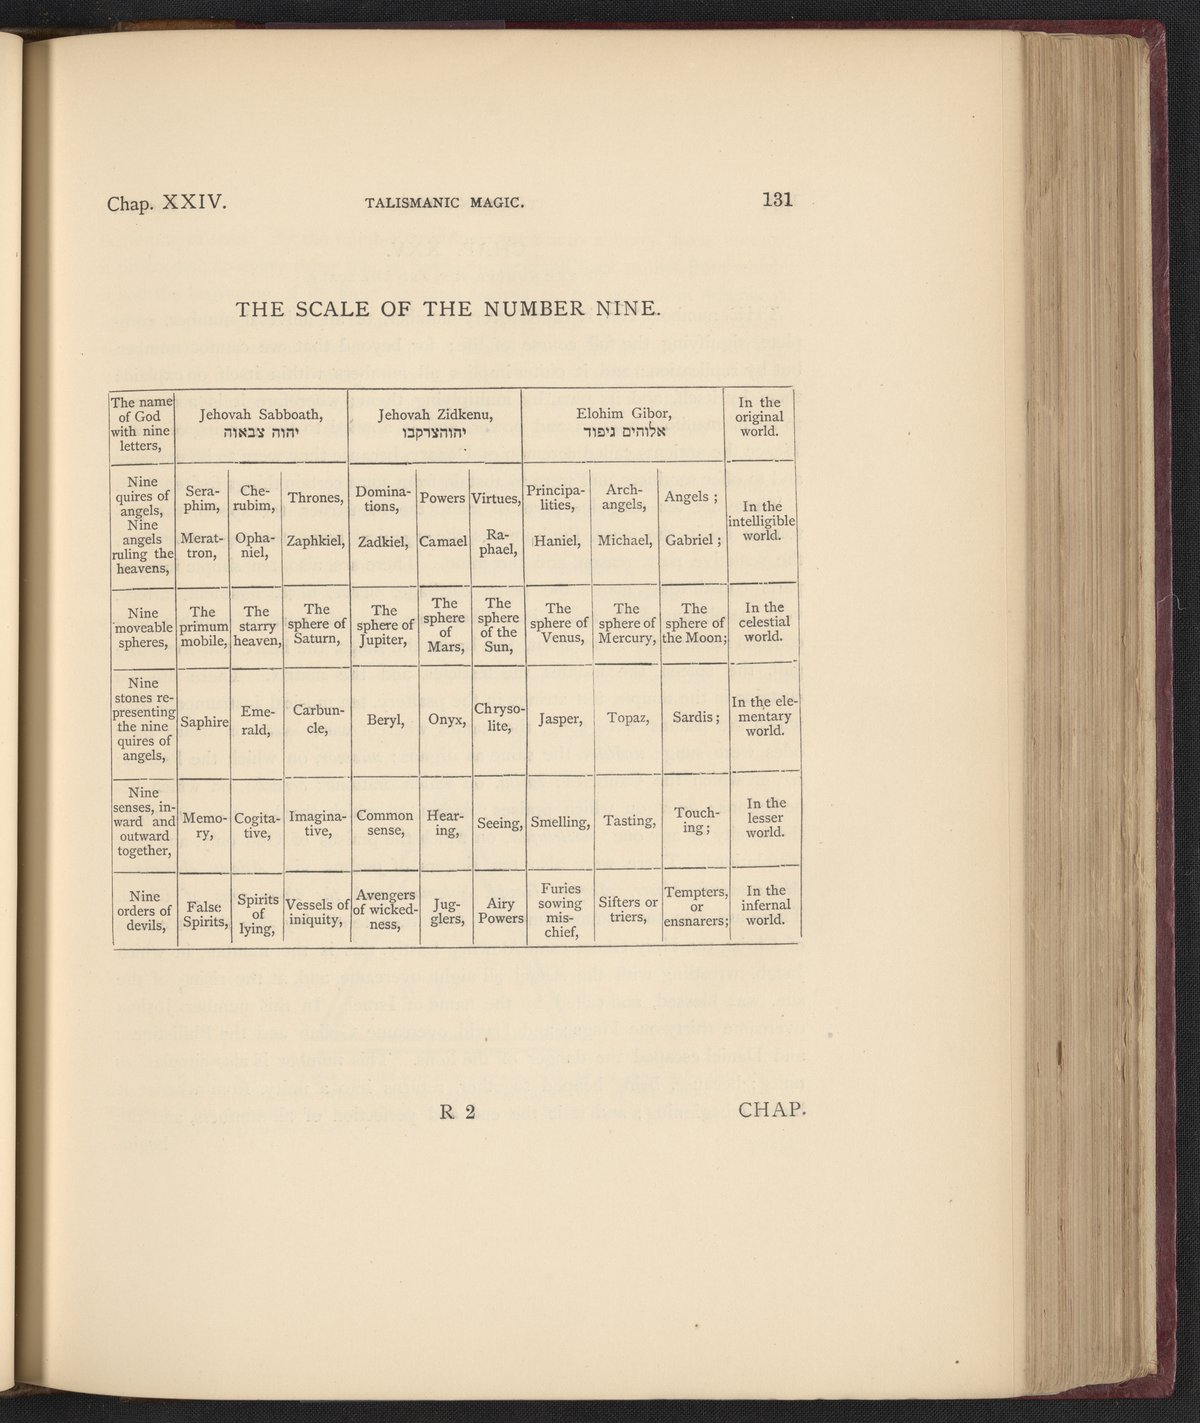 Chap. XXIV. TALISMANIC MAGIC. 131
THE SCALE OF THE NUMBER NINE.
The name
of God
with nine
letters,
Jehovah Sabboath,
יהוה צבאוה
Jehovah Zidkenu,
יהוהצרקבו
Elohim Gibor,
אלוהים גיפוד
In the
original
world.
Nine
quires of
angels,
Nine
angels
ruling the
heavens,
Sera-
phim,
Merat-
tron,
Che-
rubim,
Opha-
niel,
Thrones,
Zaphkiel,
Domina-
tions,
Zadkiel,
Powers
Camael
Virtues,
Ra-
phael,
Principa-
lities,
Haniel,
Arch-
angels,
Michael,
Angels ;
Gabriel ;
In the
intelligible
world.
Nine
moveable
spheres,
The
primum
mobile,
The
starry
heaven,
The
sphere of
Saturn,
The
sphere of
Jupiter,
The
sphere
of
Mars,
The
sphere
of the
Sun,
The
sphere of
Venus,
The
sphere of
Mercury,
The
sphere of
the Moon;
In the
celestial
world.
Nine
stones re-
presenting
the nine
quires of
angels,
Saphire
Eme-
rald,
Carbun-
cle,
Beryl,
Onyx,
Chryso-
lite,
Jasper,
Topaz,
Sardis ;
In the ele-
mentary
world.
Nine
senses, in-
ward and
outward
together,
Memo-
ry,
Cogita-
tive,
Imagina-
tive,
Common
sense,
Hear-
ing,
Seeing,
Smelling,
Tasting,
Touch-
ing ;
In the
lesser
world.
Nine
orders of
devils,
False
Spirits,
Spirits
of
lying,
Vessels of
iniquity,
Avengers
of wicked-
ness,
Jug-
glers,
Airy
Powers
Furies
sowing
mis-
chief,
Sifters or
triers,
Tempters,
or
ensnarers;
In the
infernal
world.
R 2 CHAP.